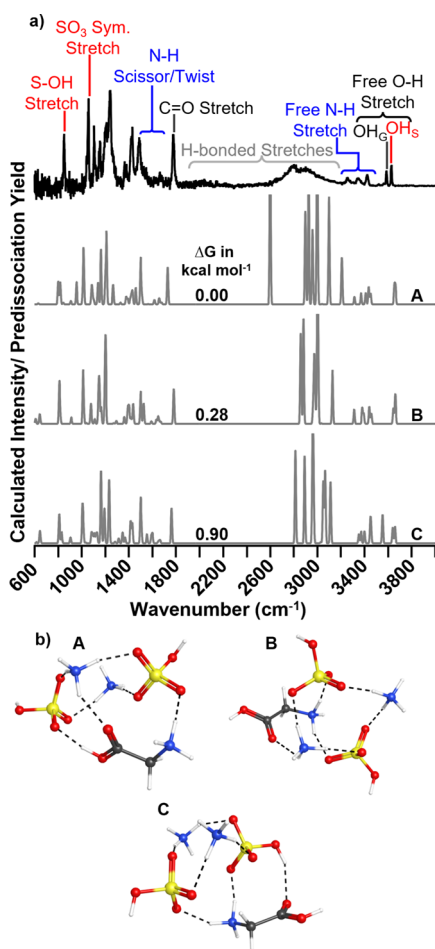 a)
SO3 Sym.
Stretch
S-OH
Stretch
N-H
Scissor/Twist
C=O Stretch
Free O-H
Stretch
Free N-H
Stretch
OHG
OHS
H-bonded Stretches
Calculated Intensity/ Predissociation Yield
ΔG in
kcal mol-1
0.00
A
0.28
B
0.90
C
600 1000 1400 1800 2200 2600 3000 3400 3800
Wavenumber (cm-1)
b)
A
B
C